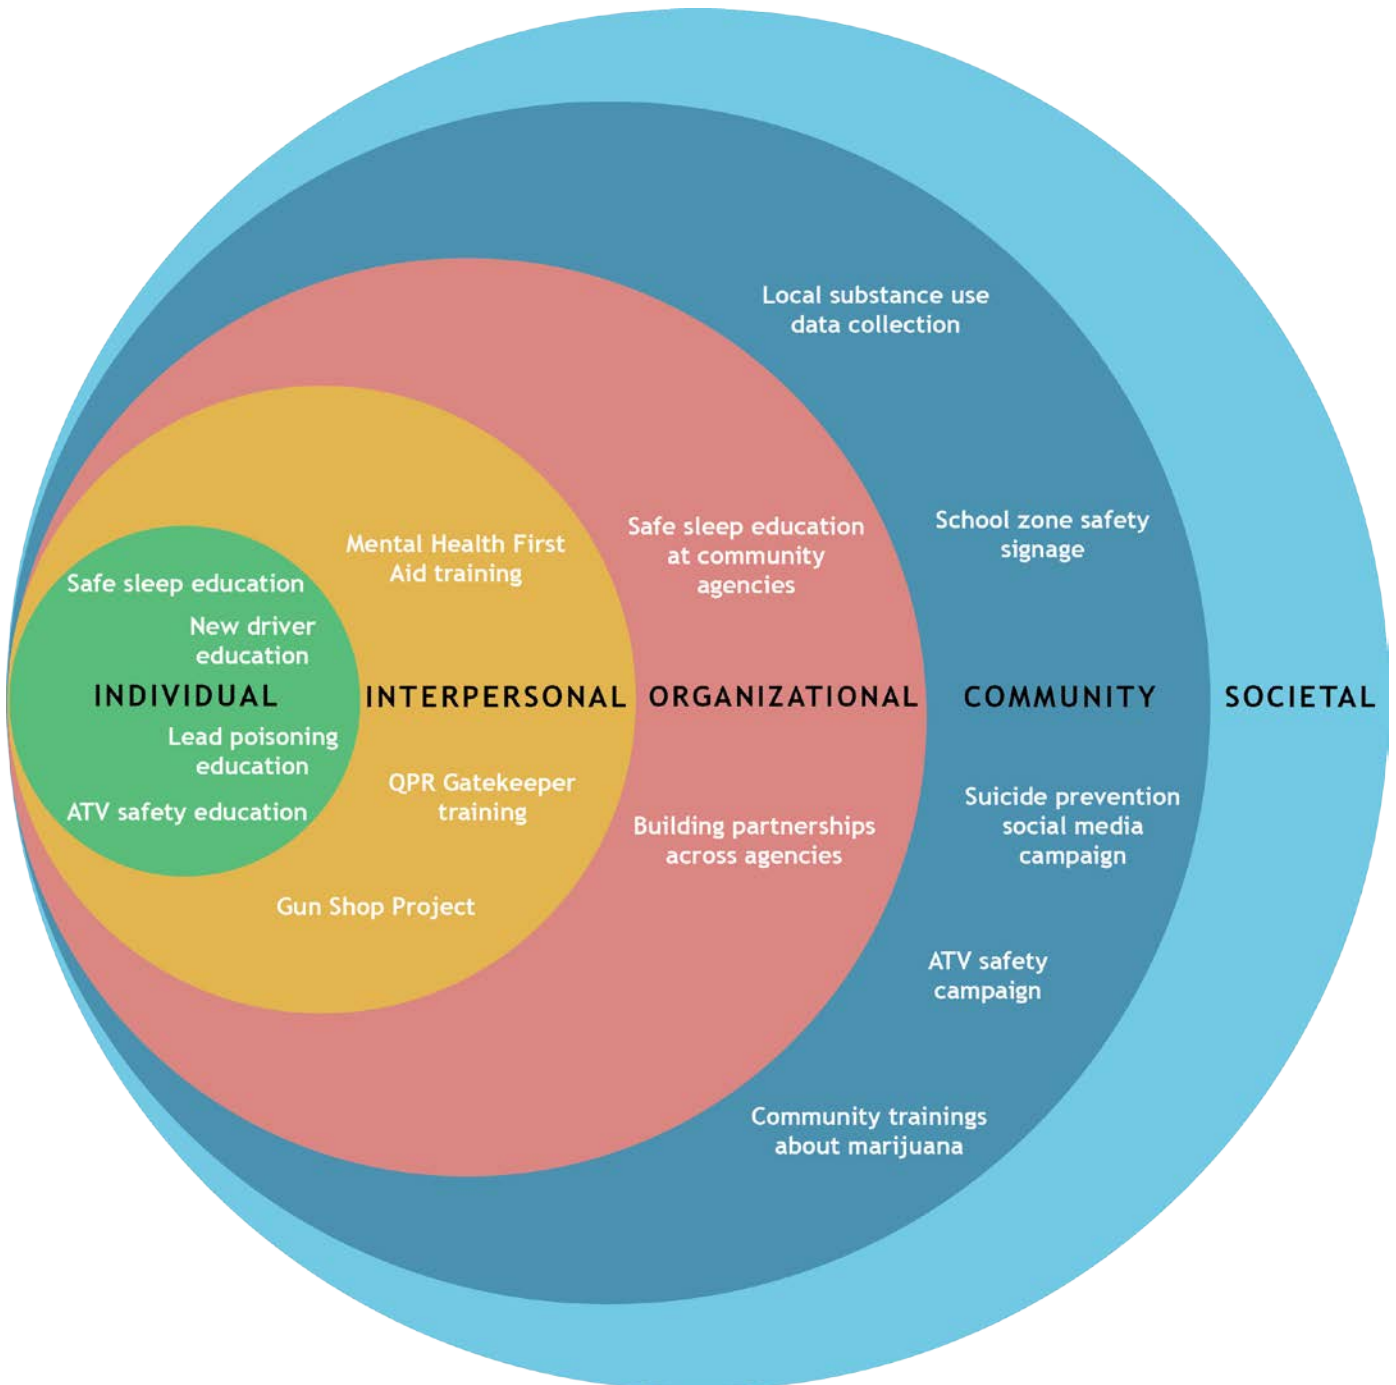 Local substance use
data collection
School zone safety
signage
Safe sleep education
at community
agencies
Mental Health First
Aid training
Safe sleep education
New driver
education
INDIVIDUAL
INTERPERSONAL
ORGANIZATIONAL
COMMUNITY
SOCIETAL
Lead poisoning
education
ATV safety education
QPR Gatekeeper
training
Building partnerships
across agencies
Suicide prevention
social media
campaign
Gun Shop Project
ATV safety
campaign
Community trainings
about marijuana